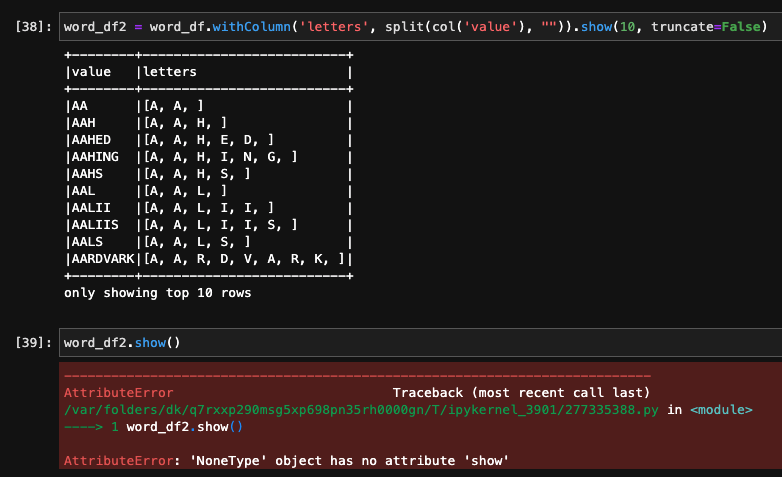 [38]: word_df2 = word_df.withColumn('letters', split(col('value'), "")).show(10, truncate=False)
+--------+--------------------------+
|value   |letters                   |
+--------+--------------------------+
|AA      |[A, A, ]                  |
|AAH     |[A, A, H, ]               |
|AAHED   |[A, A, H, E, D, ]         |
|AAHING  |[A, A, H, I, N, G, ]      |
|AAHS    |[A, A, H, S, ]            |
|AAL     |[A, A, L, ]               |
|AALII   |[A, A, L, I, I, ]         |
|AALIIS  |[A, A, L, I, I, S, ]      |
|AALS    |[A, A, L, S, ]            |
|AARDVARK|[A, A, R, D, V, A, R, K, ]|
+--------+--------------------------+
only showing top 10 rows
[39]: word_df2.show()
---------------------------------------------------------------------------
AttributeError                            Traceback (most recent call last)
/var/folders/dk/q7rxxp290msg5xp698pn35rh0000gn/T/ipykernel_3901/277335388.py in <module>
----> 1 word_df2.show()
AttributeError: 'NoneType' object has no attribute 'show'